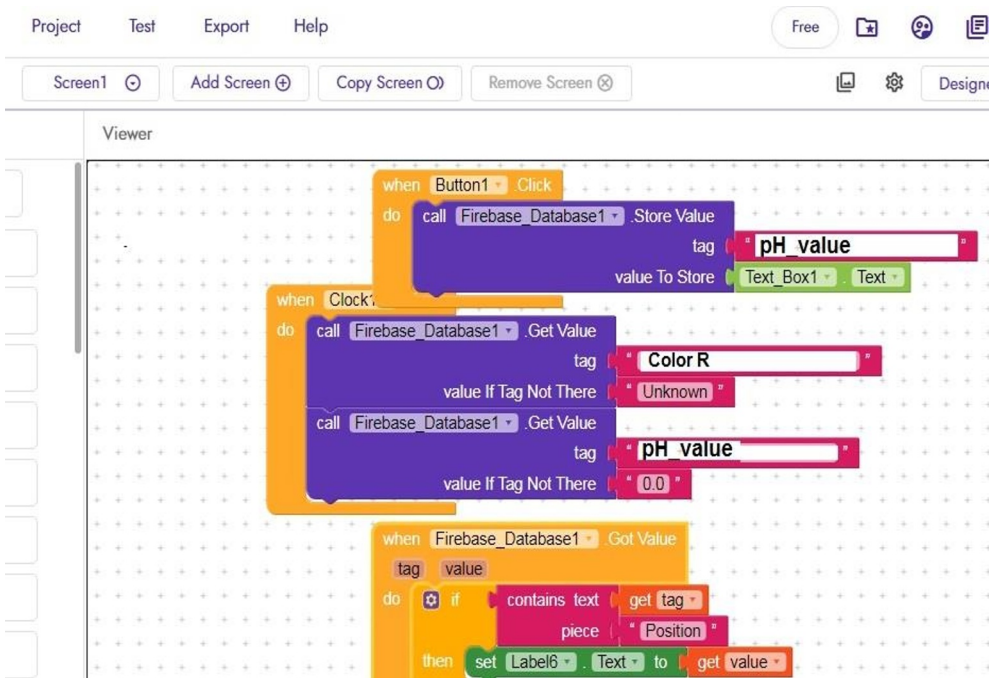 Project Test Export Help Free
Screen1 Add Screen Copy Screen Remove Screen Designe
Viewer
when Button1 .Click
do call Firebase_Database1 .Store Value
tag " pH_value "
value To Store Text_Box1 . Text
when Clock1
do call Firebase_Database1 .Get Value
tag " Color R "
value If Tag Not There " Unknown "
call Firebase_Database1 .Get Value
tag " pH_value "
value If Tag Not There " 0.0 "
when Firebase_Database1 .Got Value
tag value
do if contains text get tag
piece " Position "
then set Label6 . Text to get value